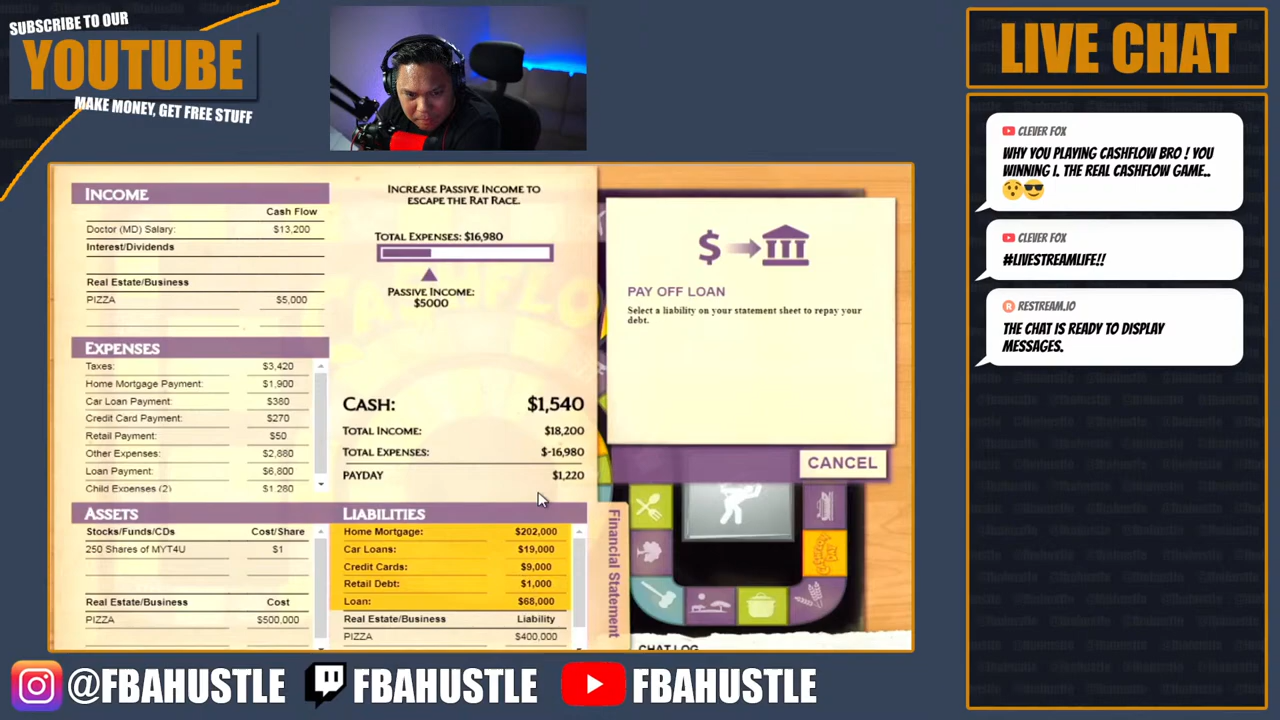 SUBSCRIBE TO OUR
YOUTUBE
MAKE MONEY, GET FREE STUFF
LIVE CHAT
CLEVER FOX
WHY YOU PLAYING CASHFLOW BRO ! YOU
WINNING I. THE REAL CASHFLOW GAME..
CLEVER FOX
#LIVESTREAMLIFE!!
RESTREAM.IO
THE CHAT IS READY TO DISPLAY
MESSAGES.
INCOME
Cash Flow
Doctor (MD) Salary: $13,200
Interest/Dividends
Real Estate/Business
PIZZA $5,000
EXPENSES
Taxes: $3,420
Home Mortgage Payment: $1,900
Car Loan Payment: $380
Credit Card Payment: $270
Retail Payment: $50
Other Expenses: $2,880
Loan Payment: $6,800
Child Expenses (2) $1,280
ASSETS
Stocks/Funds/CDs Cost/Share
250 Shares of MYT4U $1
Real Estate/Business Cost
PIZZA $500,000
INCREASE PASSIVE INCOME TO
ESCAPE THE RAT RACE.
TOTAL EXPENSES: $16,980
PASSIVE INCOME:
$5000
CASH: $1,540
TOTAL INCOME: $18,200
TOTAL EXPENSES: $-16,980
PAYDAY $1,220
LIABILITIES
Home Mortgage: $202,000
Car Loans: $19,000
Credit Cards: $9,000
Retail Debt: $1,000
Loan: $68,000
Real Estate/Business Liability
PIZZA $400,000
Financial Statement
$
PAY OFF LOAN
Select a liability on your statement sheet to repay your
debt.
CANCEL
CHAT LOG
@FBAHUSTLE
FBAHUSTLE
FBAHUSTLE